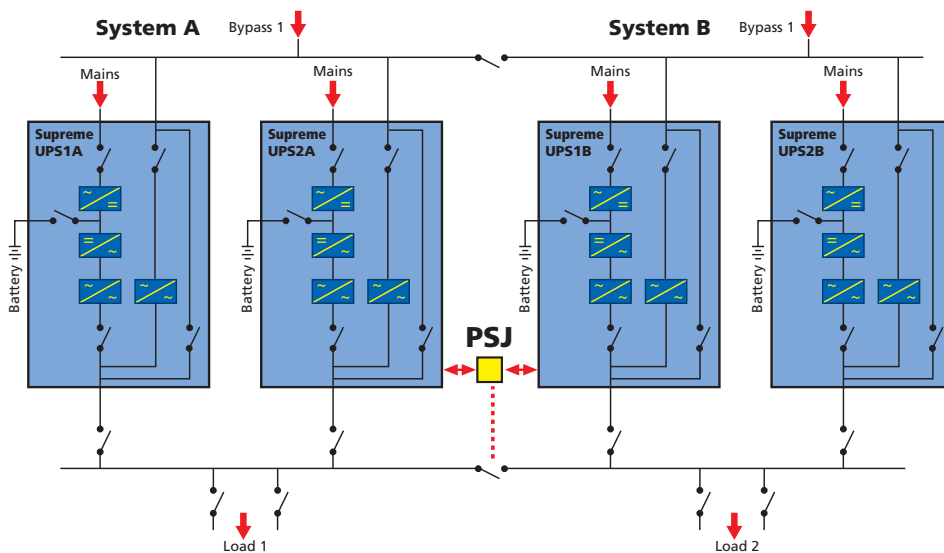 System A
Bypass 1
System B
Bypass 1
Mains
Mains
Mains
Mains
Supreme
UPS1A
Supreme
UPS2A
Supreme
UPS1B
Supreme
UPS2B
Battery
Battery
Battery
Battery
PSJ
Load 1
Load 2